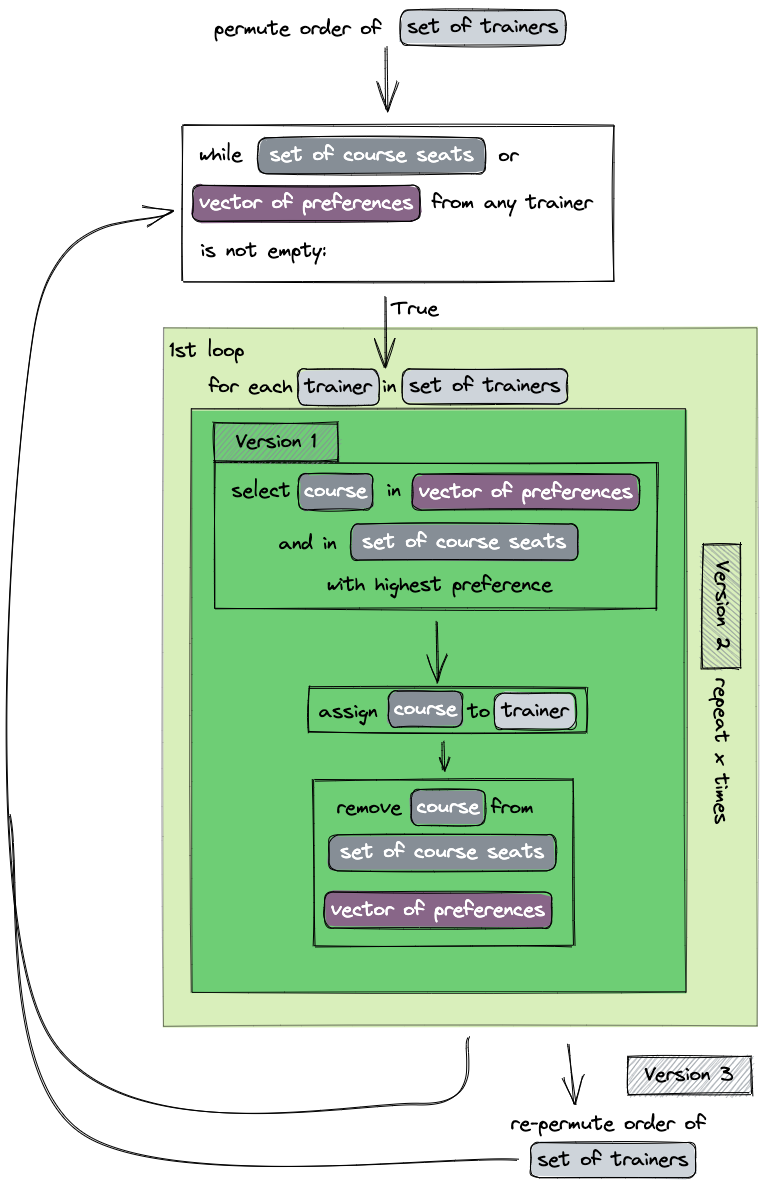 permute order of set of trainers
while set of course seats or
vector of preferences from any trainer
is not empty:
True
1st loop
for each trainer in set of trainers
Version 1
select course in vector of preferences
and in set of course seats
with highest preference
assign course to trainer
remove course from
set of course seats
vector of preferences
Version 2 repeat x times
Version 3
re-permute order of
set of trainers